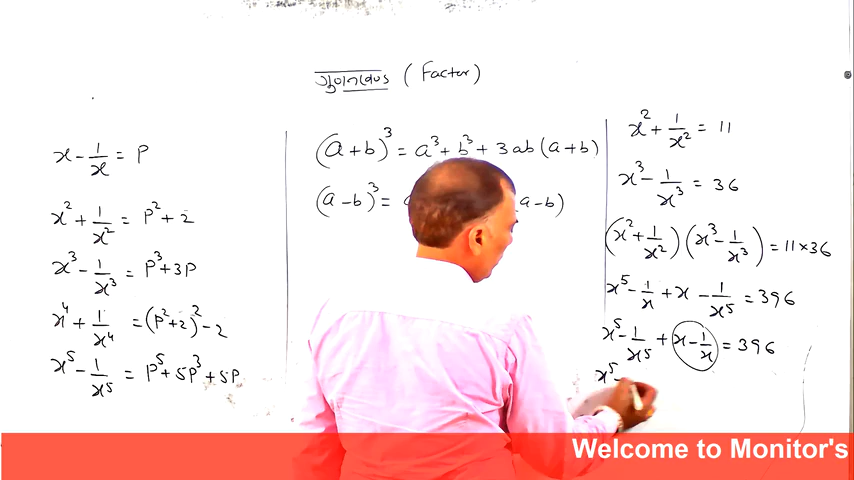 ગુણનખંડ (Factor)
x - 1/x = P
x² + 1/x² = P² + 2
x³ - 1/x³ = P³ + 3P
x⁴ + 1/x⁴ = (P² + 2)² - 2
x⁵ - 1/x⁵ = P⁵ + 5P³ + 5P
(a + b)³ = a³ + b³ + 3ab(a + b)
(a - b)³ = (a - b)
x² + 1/x² = 11
x³ - 1/x³ = 36
(x² + 1/x²)(x³ - 1/x³) = 11 × 36
x⁵ - 1/x + x - 1/x⁵ = 396
x⁵ - 1/x⁵ + x - 1/x = 396
x⁵ -
Welcome to Monitor's